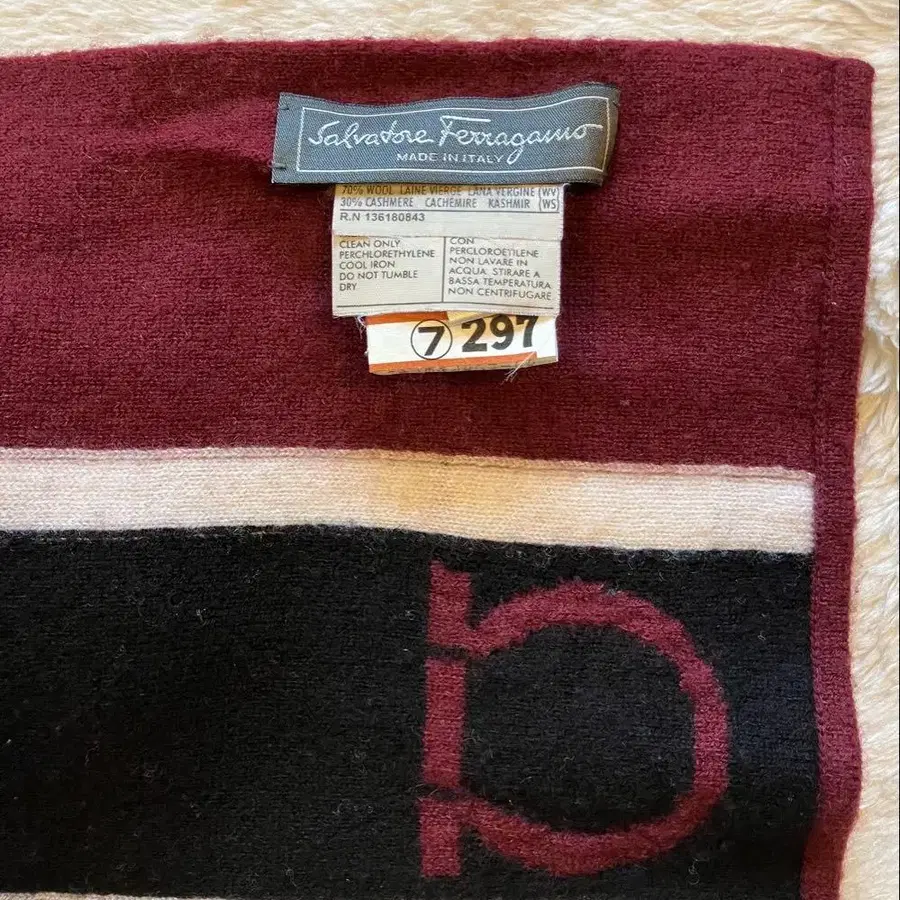 Salvatore Ferragamo
MADE IN ITALY
70% WOOL LAINE VIERGE LANA VERGINE (WV)
30% CASHMERE CACHEMIRE KASHMIR (WS)
R.N 136180843
CLEAN ONLY
PERCHLORETHYLENE
COOL IRON
DO NOT TUMBLE
DRY
CON
PERCLOROETILENE
NON LAVARE IN
ACQUA. STIRARE A
BASSA TEMPERATURA
NON CENTRIFUGARE
⑦ 297